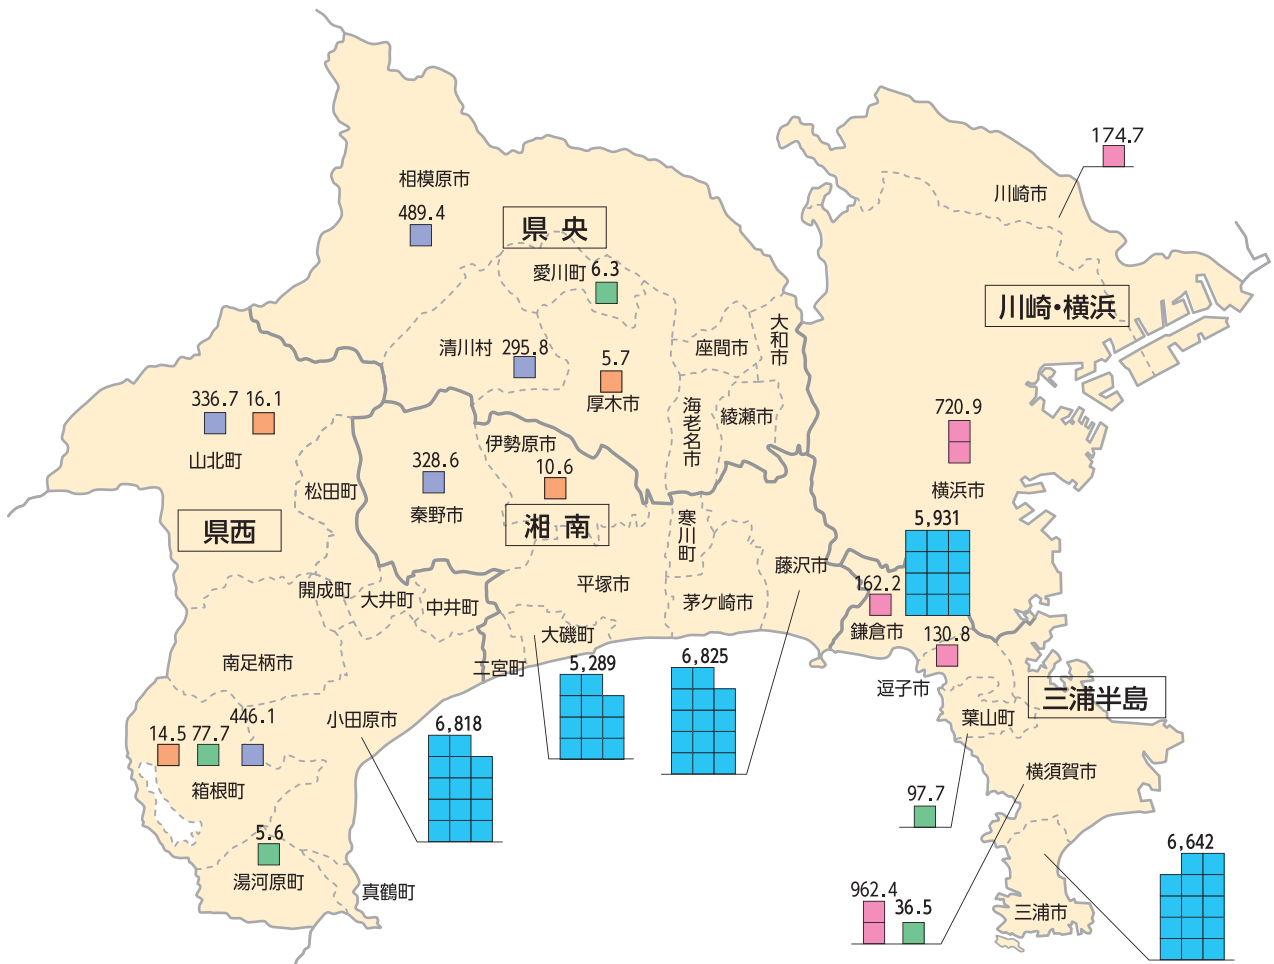 174.7
川崎市
相模原市
489.4
県 央
愛川町
6.3
川崎・横浜
大和市
座間市
清川村
295.8
5.7
厚木市
海老名市
綾瀬市
336.7
16.1
山北町
720.9
横浜市
伊勢原市
328.6
秦野市
10.6
松田町
県西
湘 南
寒川町
5,931
藤沢市
開成町
大井町
中井町
平塚市
茅ケ崎市
162.2
鎌倉市
大磯町
130.8
南足柄市
二宮町
5,289
6,825
逗子市
三浦半島
446.1
小田原市
6,818
葉山町
14.5
77.7
箱根町
横須賀市
97.7
5.6
湯河原町
真鶴町
6,642
962.4
36.5
三浦市